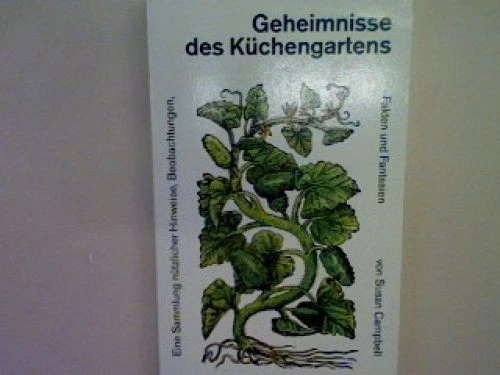 Geheimnisse
des Küchengartens
Eine Sammlung nützlicher Hinweise, Beobachtungen,
Fakten und Fantasien
von Susan Campbell